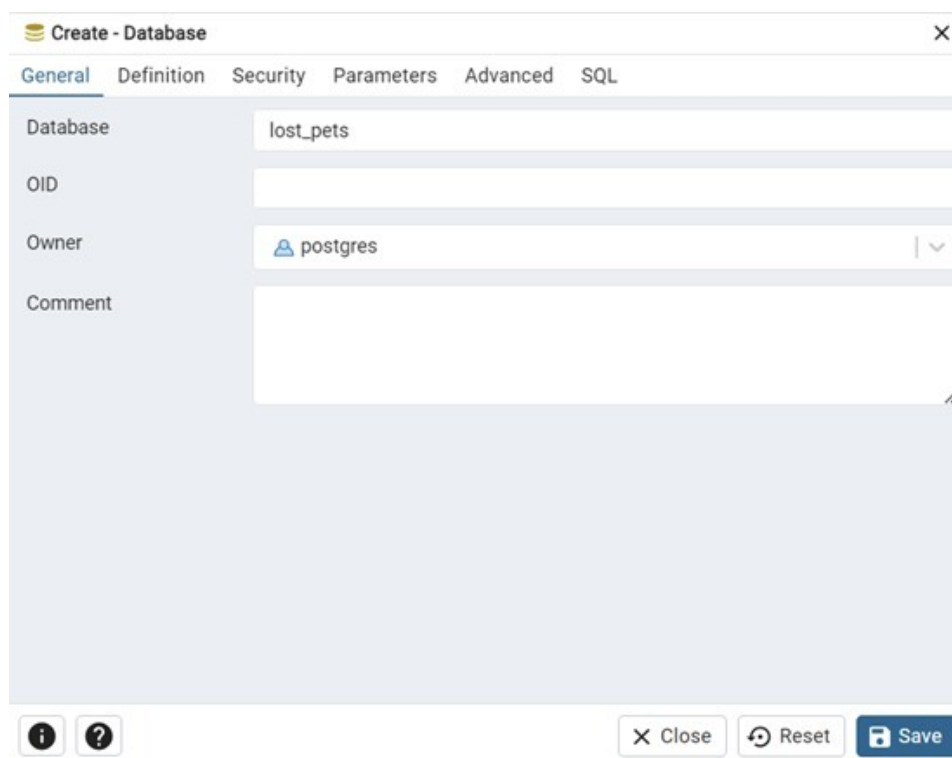 Create - Database
General Definition Security Parameters Advanced SQL
Database lost_pets
OID
Owner postgres
Comment
Close Reset Save